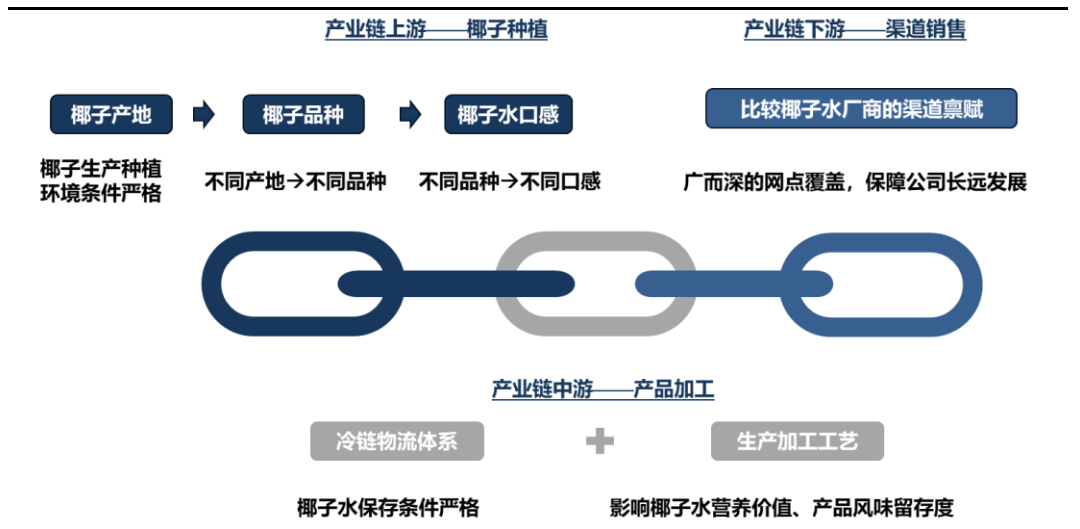 产业链上游——椰子种植
产业链下游——渠道销售
椰子产地
椰子品种
椰子水口感
比较椰子水厂商的渠道禀赋
椰子生产种植
环境条件严格
不同产地→不同品种
不同品种→不同口感
广而深的网点覆盖，保障公司长远发展
产业链中游——产品加工
冷链物流体系
生产加工工艺
椰子水保存条件严格
影响椰子水营养价值、产品风味留存度